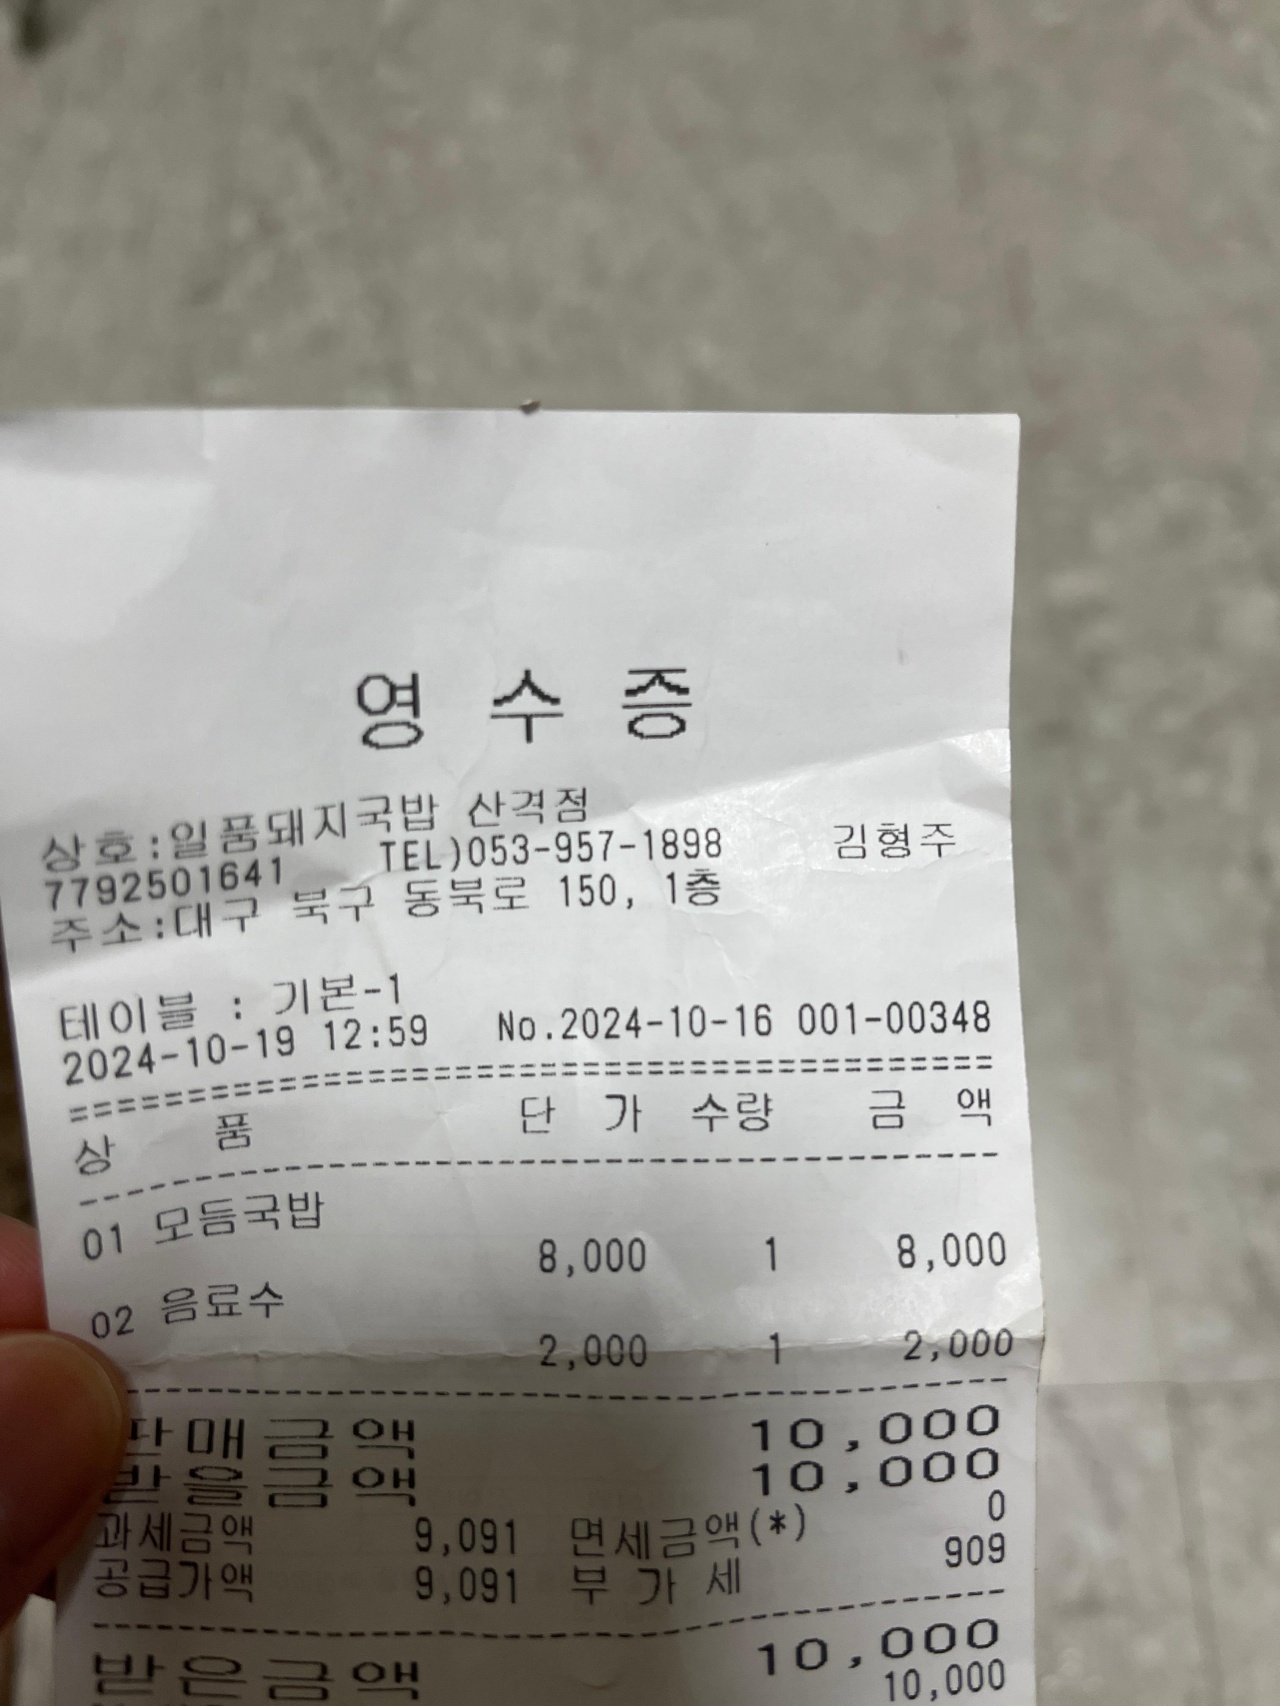 영 수 증
상호:일품돼지국밥 산격점
7792501641 TEL)053-957-1898 김형주
주소:대구 북구 동북로 150, 1층
테이블 : 기본-1
2024-10-19 12:59 No.2024-10-16 001-00348
상 품 단 가 수량 금 액
01 모듬국밥
8,000 1 8,000
02 음료수
2,000 1 2,000
판매금액 10,000
받을금액 10,000
과세금액 9,091 면세금액(*) 0
공급가액 9,091 부 가 세 909
받은금액 10,000
10,000